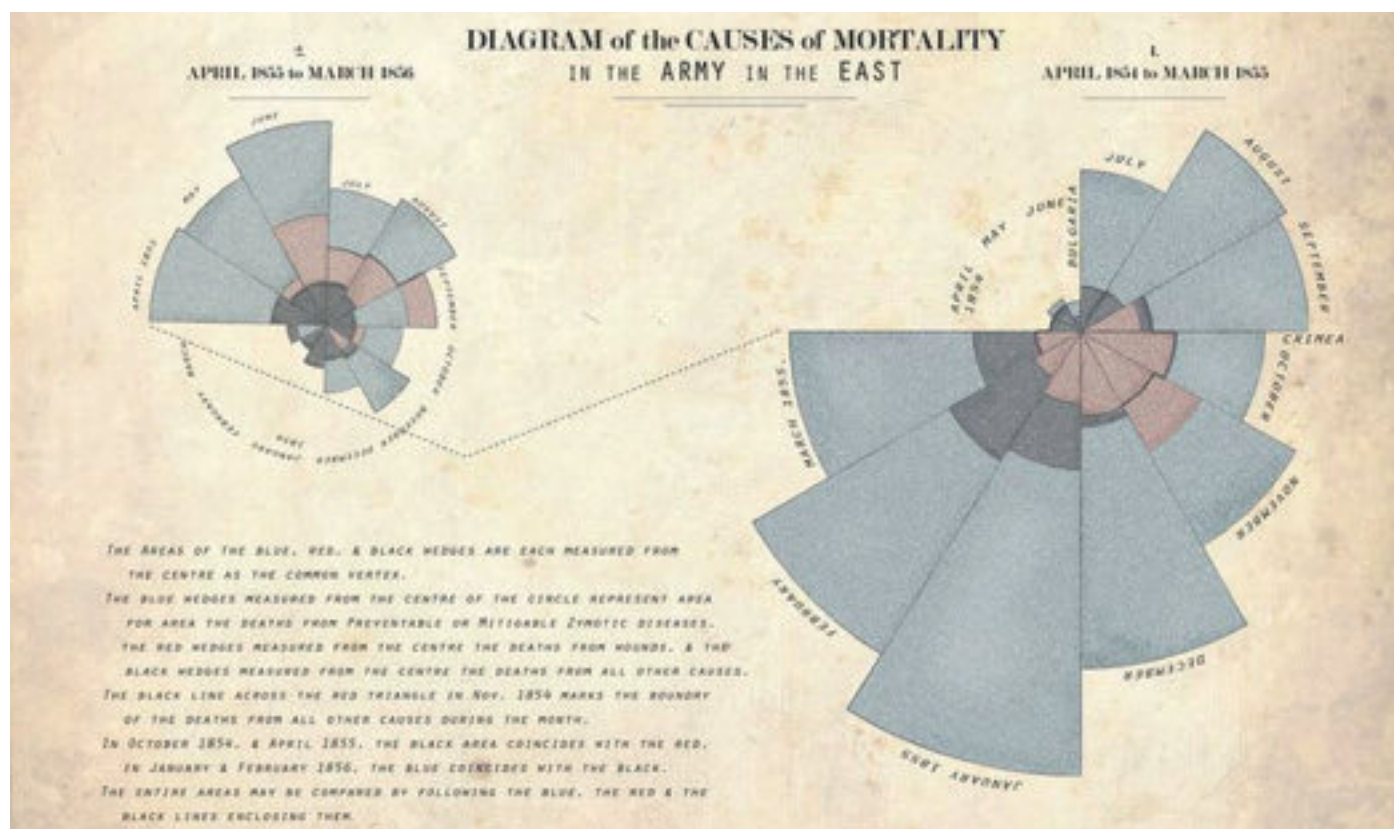 DIAGRAM of the CAUSES of MORTALITY
IN THE ARMY IN THE EAST
2.
APRIL 1855 to MARCH 1856
1.
APRIL 1854 to MARCH 1855
JUNE
JULY
MAY
AUGUST
APRIL 1855
SEPTEMBER
OCTOBER
NOVEMBER
DECEMBER
JANUARY
1856
FEBRUARY
MARCH
JULY
AUGUST
SEPTEMBER
CRIMEA
OCTOBER
NOVEMBER
DECEMBER
JANUARY 1855
FEBRUARY
MARCH 1855.
APRIL
1854
MAY
JUNE
BULGARIA
THE AREAS OF THE BLUE, RED, & BLACK WEDGES ARE EACH MEASURED FROM
THE CENTRE AS THE COMMON VERTEX.
THE BLUE WEDGES MEASURED FROM THE CENTRE OF THE CIRCLE REPRESENT AREA
FOR AREA THE DEATHS FROM PREVENTABLE OR MITIGABLE ZYMOTIC DISEASES,
THE RED WEDGES MEASURED FROM THE CENTRE THE DEATHS FROM WOUNDS, & THE
BLACK WEDGES MEASURED FROM THE CENTRE THE DEATHS FROM ALL OTHER CAUSES.
THE BLACK LINE ACROSS THE RED TRIANGLE IN NOV. 1854 MARKS THE BOUNDRY
OF THE DEATHS FROM ALL OTHER CAUSES DURING THE MONTH.
IN OCTOBER 1854, & APRIL 1855, THE BLACK AREA COINCIDES WITH THE RED,
IN JANUARY & FEBRUARY 1856, THE BLUE COINCIDES WITH THE BLACK.
THE ENTIRE AREAS MAY BE COMPARED BY FOLLOWING THE BLUE, THE RED & THE
BLACK LINES ENCLOSING THEM.